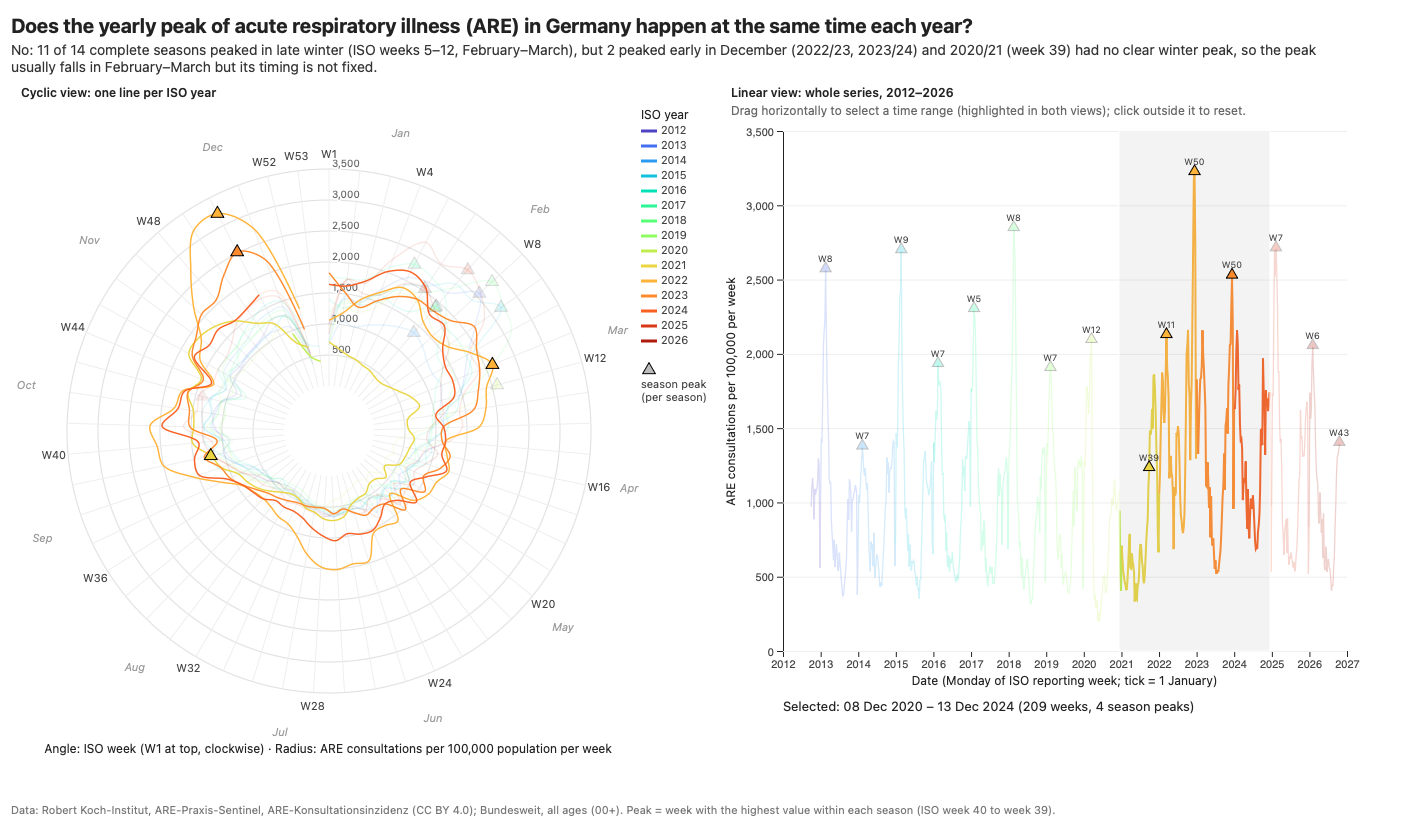 Does the yearly peak of acute respiratory illness (ARE) in Germany happen at the same time each year?
No: 11 of 14 complete seasons peaked in late winter (ISO weeks 5–12, February–March), but 2 peaked early in December (2022/23, 2023/24) and 2020/21 (week 39) had no clear winter peak, so the peak
usually falls in February–March but its timing is not fixed.
Cyclic view: one line per ISO year
Jan
Dec
W52
W53
W1
3,500
W4
3,000
Feb
W48
2,500
Nov
W8
2,000
1,500
W44
1,000
Mar
500
W12
Oct
W40
W16
Apr
Sep
W36
W20
May
Aug
W32
W24
W28
Jun
Jul
Angle: ISO week (W1 at top, clockwise) · Radius: ARE consultations per 100,000 population per week
ISO year
2012
2013
2014
2015
2016
2017
2018
2019
2020
2021
2022
2023
2024
2025
2026
season peak
(per season)
Linear view: whole series, 2012–2026
Drag horizontally to select a time range (highlighted in both views); click outside it to reset.
ARE consultations per 100,000 per week
3,500
3,000
2,500
2,000
1,500
1,000
500
0
W8
W7
W9
W7
W5
W8
W7
W12
W39
W11
W50
W50
W7
W6
W43
2012
2013
2014
2015
2016
2017
2018
2019
2020
2021
2022
2023
2024
2025
2026
2027
Date (Monday of ISO reporting week; tick = 1 January)
Selected: 08 Dec 2020 – 13 Dec 2024 (209 weeks, 4 season peaks)
Data: Robert Koch-Institut, ARE-Praxis-Sentinel, ARE-Konsultationsinzidenz (CC BY 4.0); Bundesweit, all ages (00+). Peak = week with the highest value within each season (ISO week 40 to week 39).